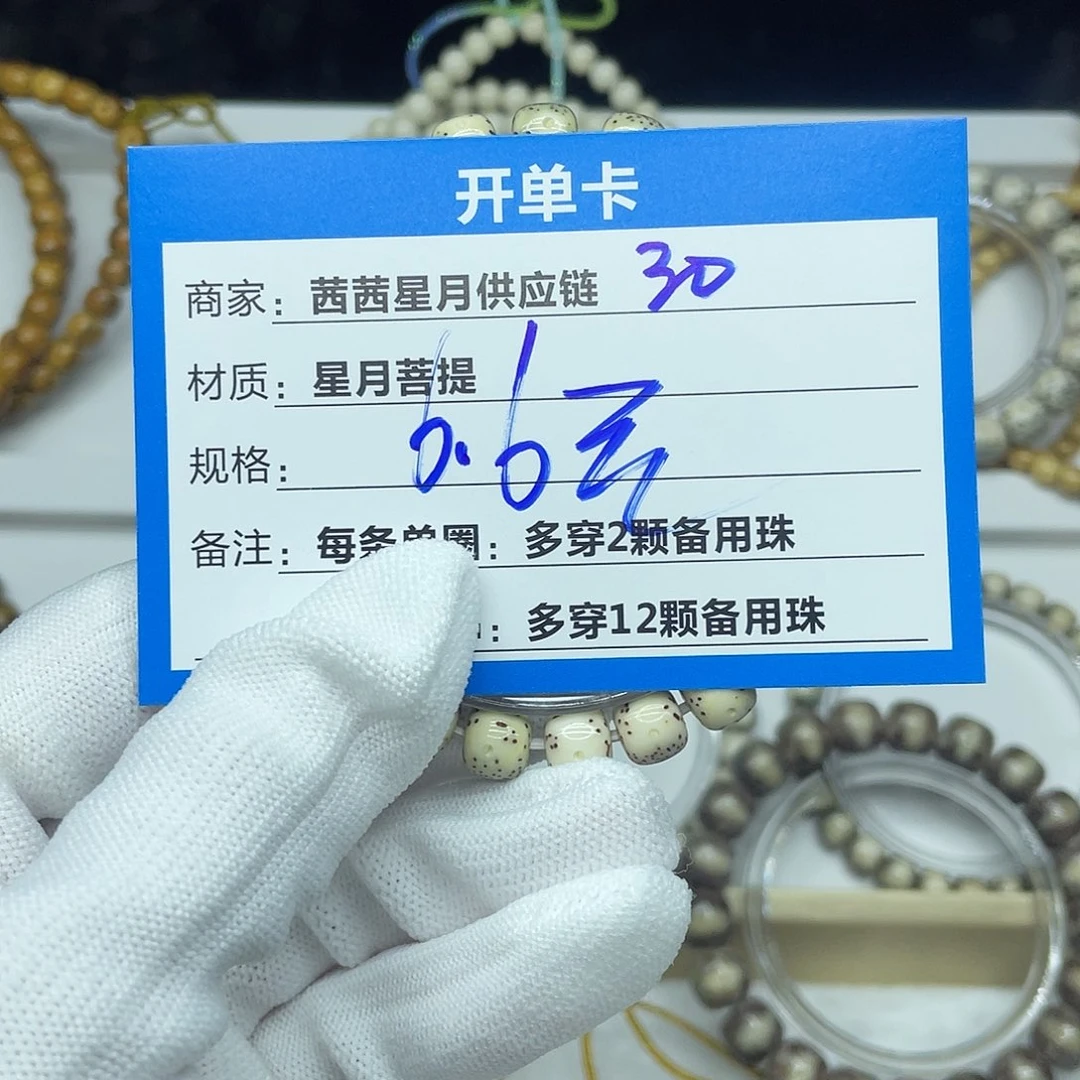 开单卡
商家：茜茜星月供应链 30
材质：星月菩提
规格：6.6
备注：每条单圈：多穿2颗备用珠
：多穿12颗备用珠